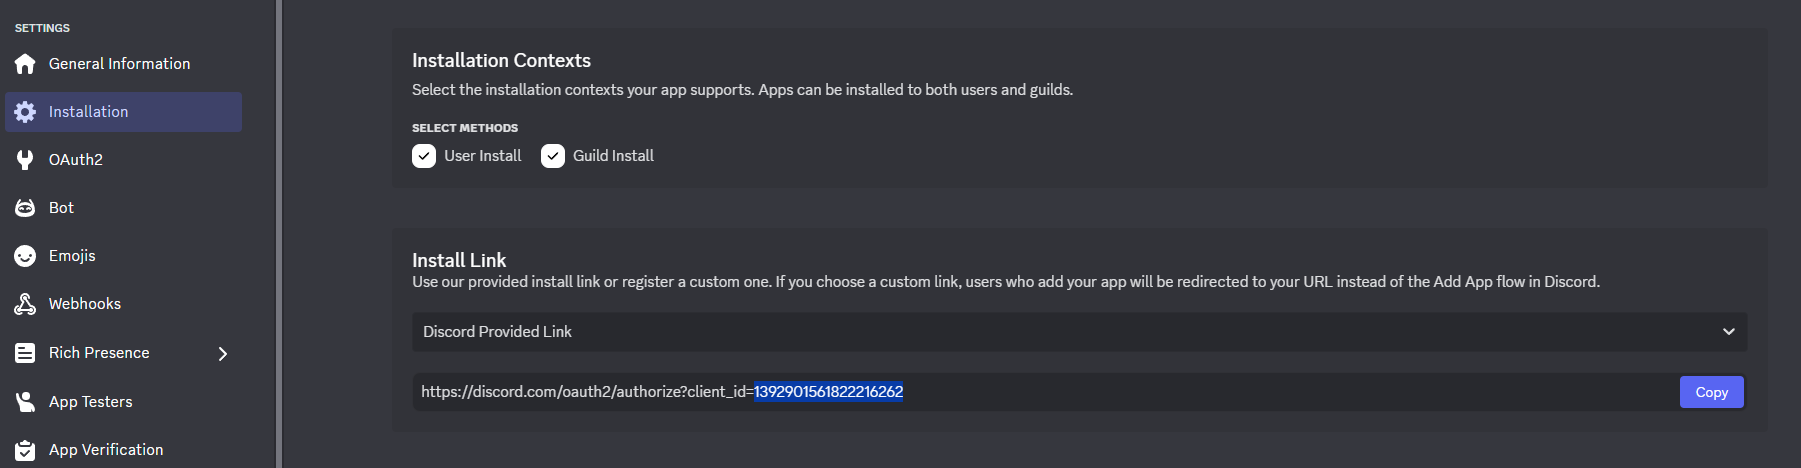 SETTINGS
General Information
Installation
OAuth2
Bot
Emojis
Webhooks
Rich Presence
App Testers
App Verification
Installation Contexts
Select the installation contexts your app supports. Apps can be installed to both users and guilds.
SELECT METHODS
User Install Guild Install
Install Link
Use our provided install link or register a custom one. If you choose a custom link, users who add your app will be redirected to your URL instead of the Add App flow in Discord.
Discord Provided Link
https://discord.com/oauth2/authorize?client_id=1392901561822216262
Copy